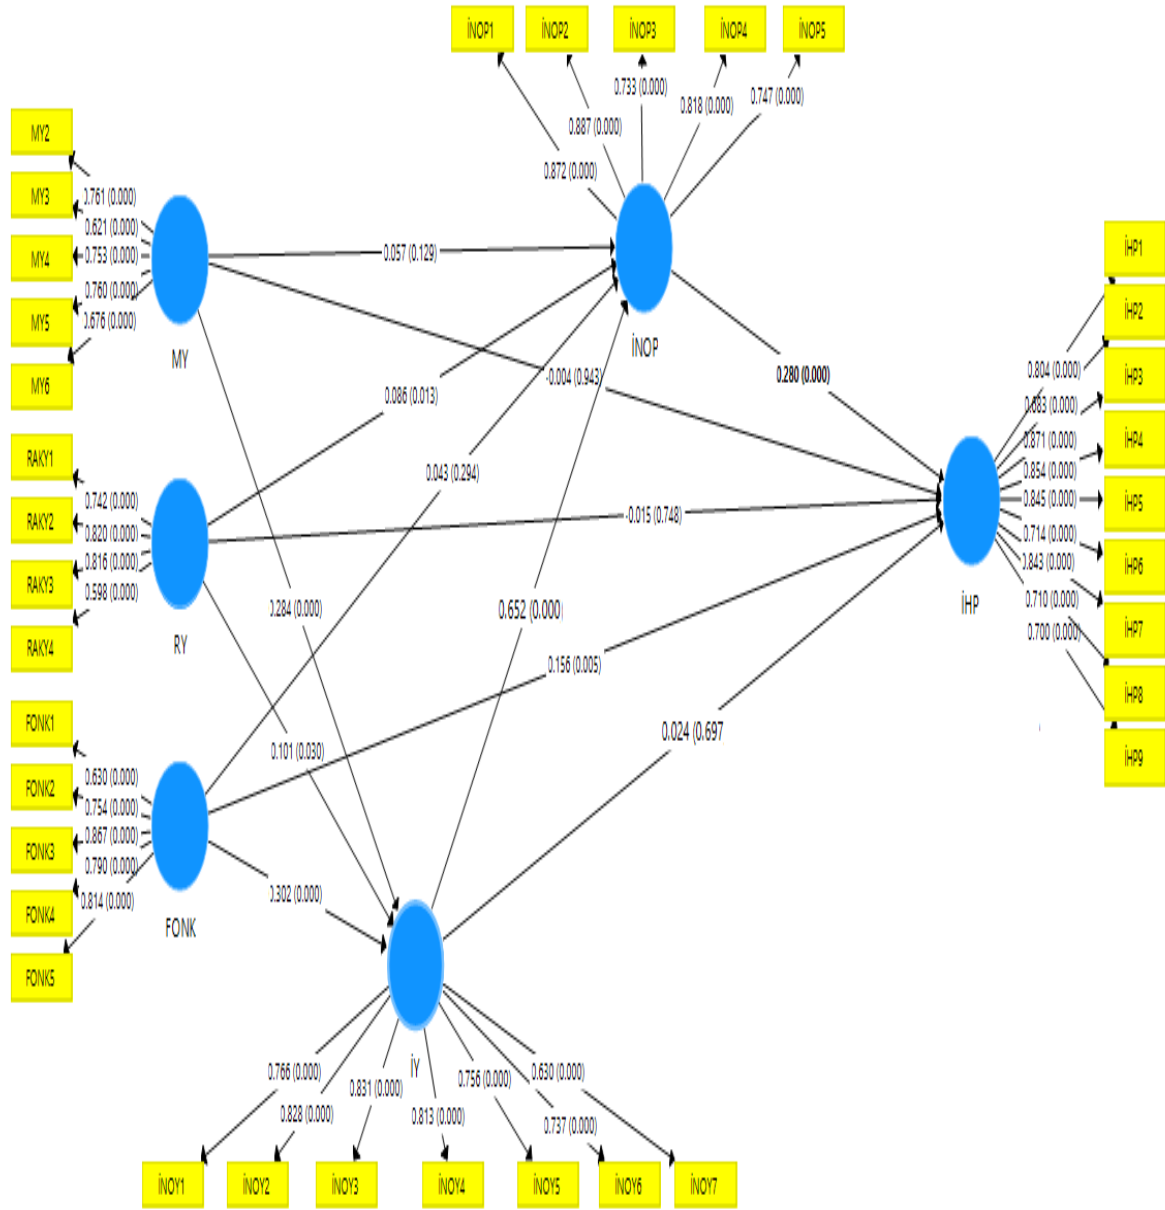 İNOP1
İNOP2
İNOP3
İNOP4
İNOP5
0.872 (0.000)
0.887 (0.000)
0.733 (0.000)
0.818 (0.000)
0.747 (0.000)
MY2
MY3
MY4
MY5
MY6
0.761 (0.000)
0.621 (0.000)
0.753 (0.000)
0.760 (0.000)
0.676 (0.000)
MY
0.057 (0.129)
İNOP
-0.004 (0.943)
0.280 (0.000)
0.086 (0.013)
0.043 (0.294)
İHP1
İHP2
İHP3
İHP4
İHP5
İHP6
İHP7
İHP8
İHP9
0.804 (0.000)
0.683 (0.000)
0.871 (0.000)
0.854 (0.000)
0.845 (0.000)
0.714 (0.000)
0.843 (0.000)
0.710 (0.000)
0.700 (0.000)
İHP
RAKY1
RAKY2
RAKY3
RAKY4
0.742 (0.000)
0.820 (0.000)
0.816 (0.000)
0.598 (0.000)
RY
-0.015 (0.748)
0.284 (0.000)
0.652 (0.000)
0.156 (0.005)
0.101 (0.030)
0.024 (0.697
FONK1
FONK2
FONK3
FONK4
FONK5
0.630 (0.000)
0.754 (0.000)
0.867 (0.000)
0.790 (0.000)
0.814 (0.000)
FONK
0.302 (0.000)
İY
0.766 (0.000)
0.828 (0.000)
0.831 (0.000)
0.813 (0.000)
0.756 (0.000)
0.737 (0.000)
0.630 (0.000)
İNOY1
İNOY2
İNOY3
İNOY4
İNOY5
İNOY6
İNOY7